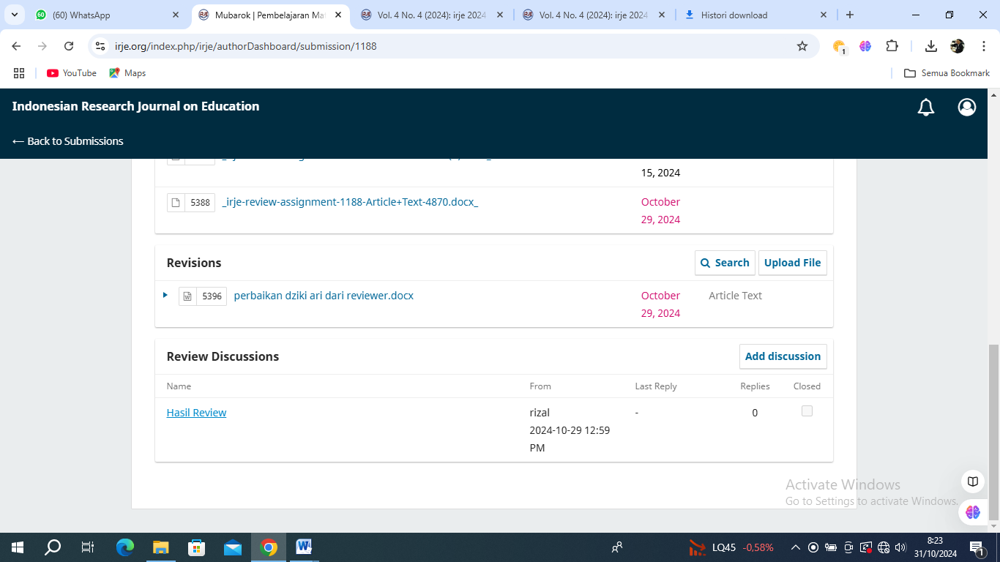 (60) WhatsApp
Mubarok | Pembelajaran Mat
Vol. 4 No. 4 (2024): irje 2024
Vol. 4 No. 4 (2024): irje 2024
Histori download
irje.org/index.php/irje/authorDashboard/submission/1188
1
YouTube
Maps
Semua Bookmark
Indonesian Research Journal on Education
← Back to Submissions
15, 2024
5388
_irje-review-assignment-1188-Article+Text-4870.docx_
October
29, 2024
Revisions
Search
Upload File
5396
perbaikan dziki ari dari reviewer.docx
October
Article Text
29, 2024
Review Discussions
Add discussion
Name
From
Last Reply
Replies
Closed
Hasil Review
rizal
-
0
2024-10-29 12:59
PM
Activate Windows
Go to Settings to activate Windows.
LQ45 -0,58%
8:23
31/10/2024
1